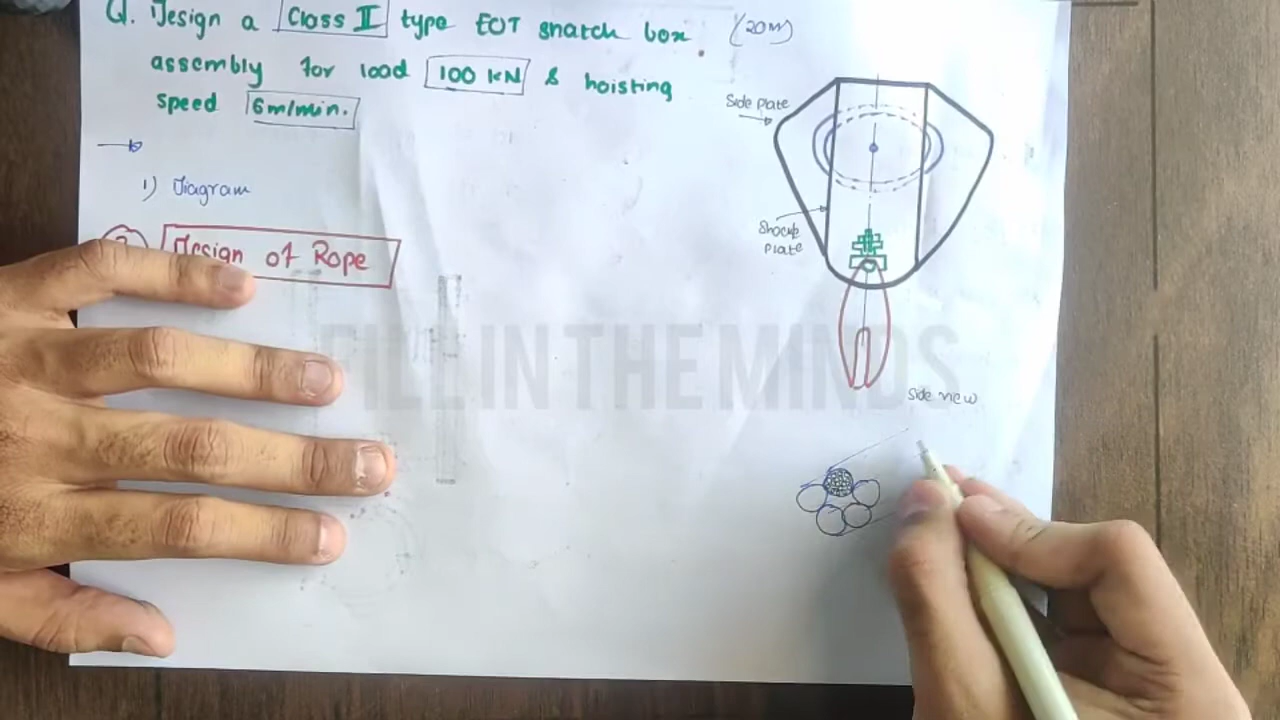 Q. Design a Class II type EOT snatch box (20M)
assembly for load 100 kN & hoisting
speed 6m/min.
1) Diagram
Design of Rope
Side plate
Shock
plate
Side view
FILL IN THE MINDS